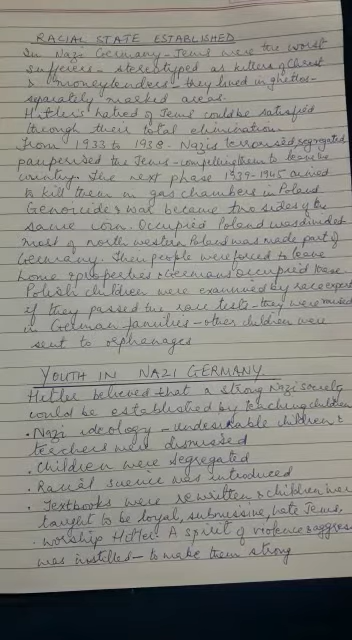 RACIAL STATE ESTABLISHED
In Nazi Germany - Jews were the worst
sufferers - stereotyped as killers of Christ
& moneylenders - they lived in ghettos -
separately marked areas.
Hitler's hatred of Jews could be satisfied
through their total elimination.
From 1933 to 1938 - Nazis terrorised, segregated
pauperised the Jews - compelling them to leave the
country. The next phase 1939-1945 aimed
to kill them in gas chambers in Poland
Genocide & war became two sides of the
same coin. Occupied Poland was divided
most of north western Poland was made part of
Germany. Then people were forced to leave
home & properties & Germans occupied these
Polish children were examined by race expert
if they passed the race tests - they were raised
in German families - other children were
sent to orphanages
YOUTH IN NAZI GERMANY
Hitler believed that a strong Nazi society
could be established by teaching children
• Nazi ideology - undesirable children &
teachers were dismissed
• Children were segregated
• Racial science was introduced
• Textbooks were rewritten & children were
taught to be loyal, submissive, hate Jews,
• worship Hitler. A spirit of violence & aggres
was instilled - to make them strong